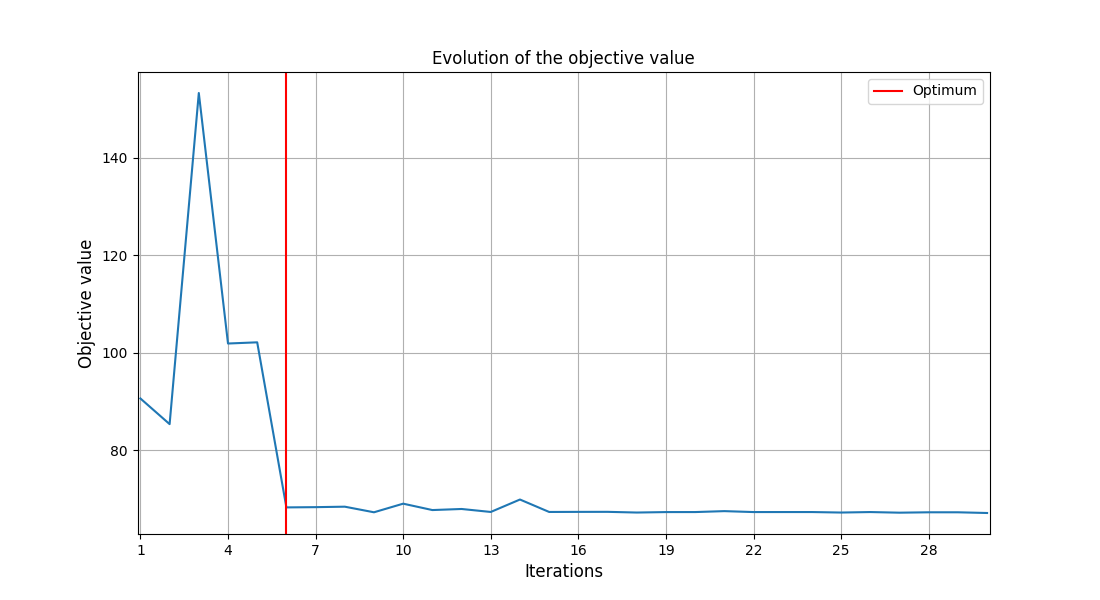 Evolution of the objective value
Optimum
Objective value
140
120
100
80
1 4 7 10 13 16 19 22 25 28
Iterations